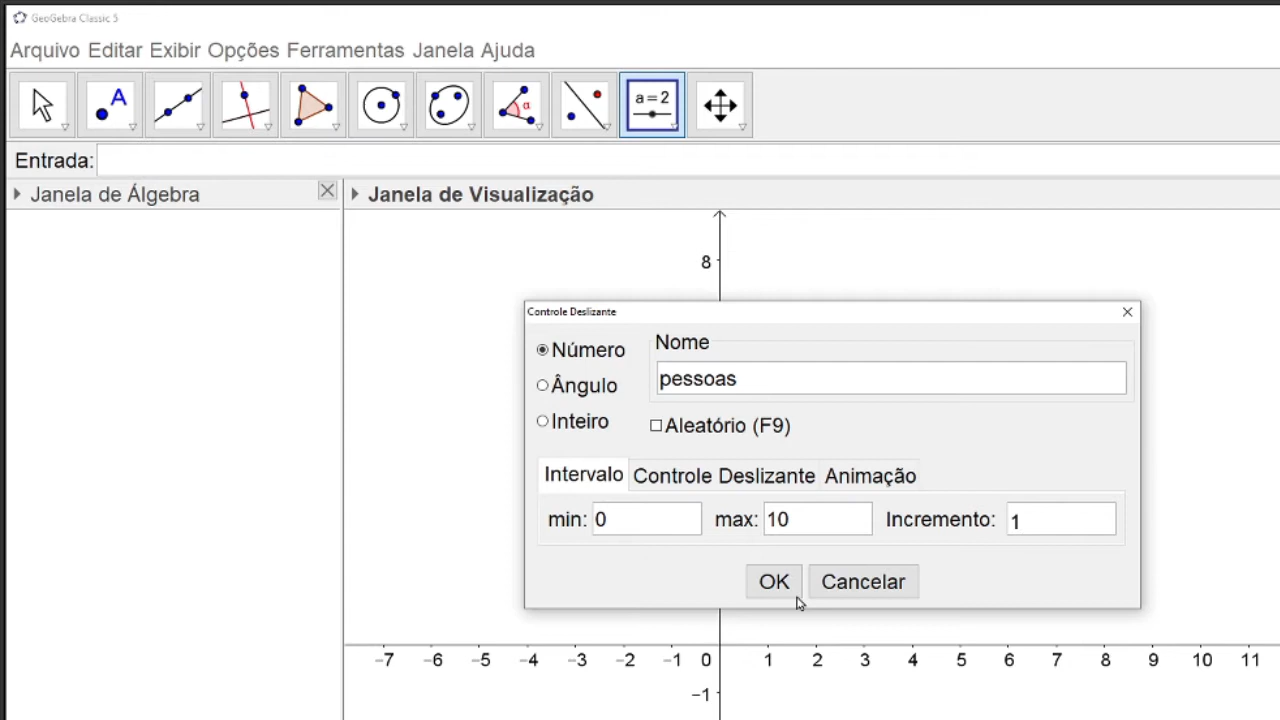 GeoGebra Classic 5
Arquivo Editar Exibir Opções Ferramentas Janela Ajuda
A
α
a = 2
Entrada:
Janela de Álgebra
Janela de Visualização
8
Controle Deslizante
Número
Nome
pessoas
Ângulo
Inteiro
Aleatório (F9)
Intervalo Controle Deslizante Animação
min: 0 max: 10 Incremento: 1
OK Cancelar
−7 −6 −5 −4 −3 −2 −1 0 1 2 3 4 5 6 7 8 9 10 11
−1